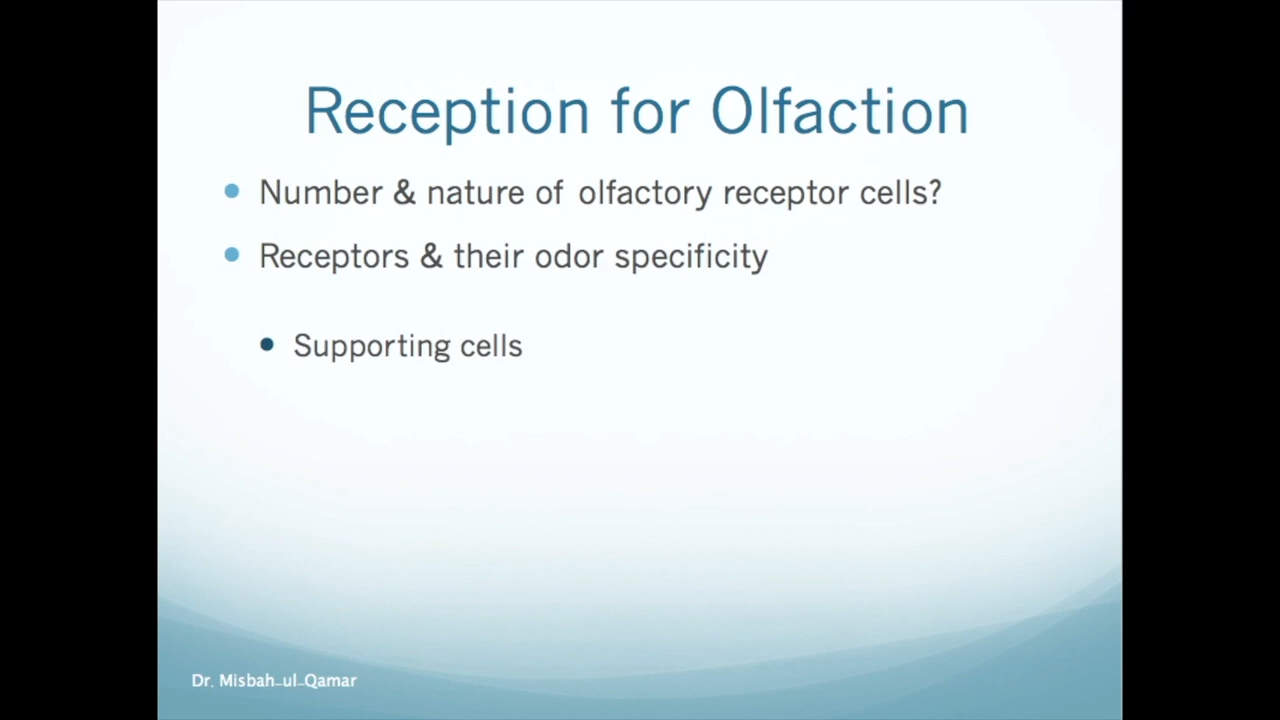 Reception for Olfaction
Number & nature of olfactory receptor cells?
Receptors & their odor specificity
Supporting cells
Dr. Misbah-ul-Qamar